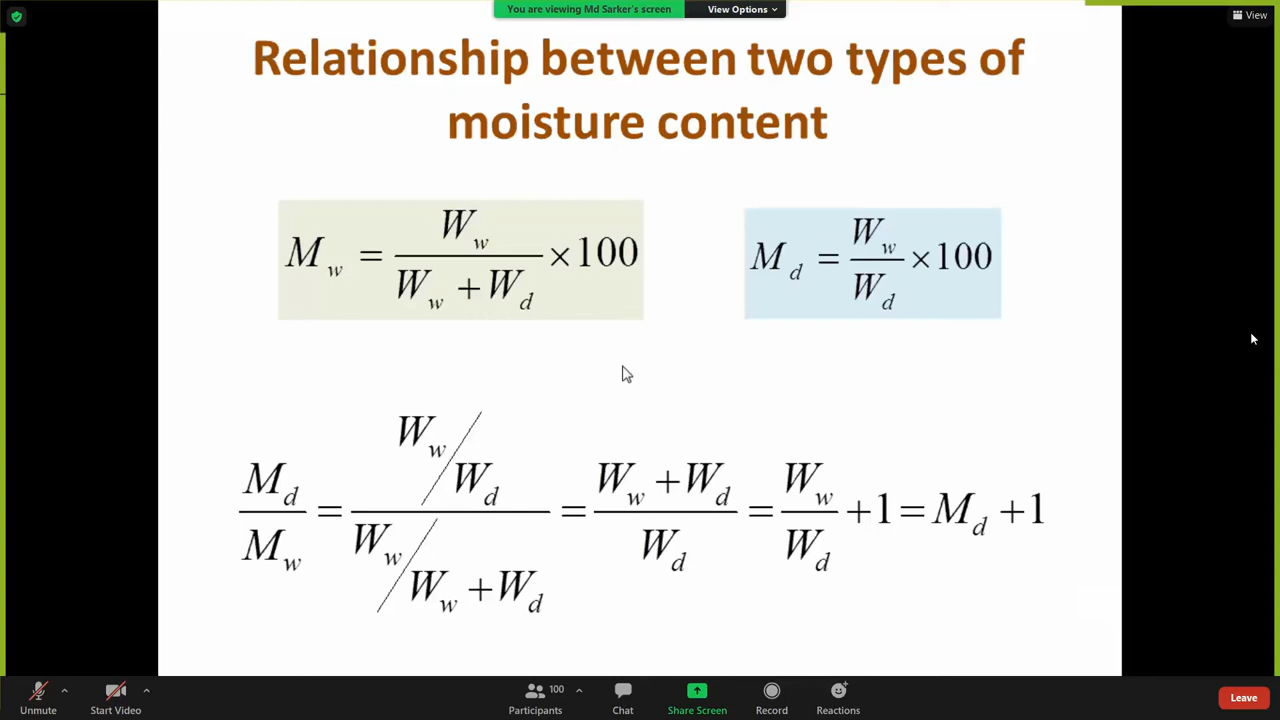 You are viewing Md Sarker's screen View Options
View
Relationship between two types of
moisture content
M_w = W_w / (W_w + W_d) × 100
M_d = W_w / W_d × 100
M_d / M_w = (W_w / W_d) / (W_w / W_w + W_d) = (W_w + W_d) / W_d = W_w / W_d + 1 = M_d + 1
Unmute Start Video Participants 100 Chat Share Screen Record Reactions Leave